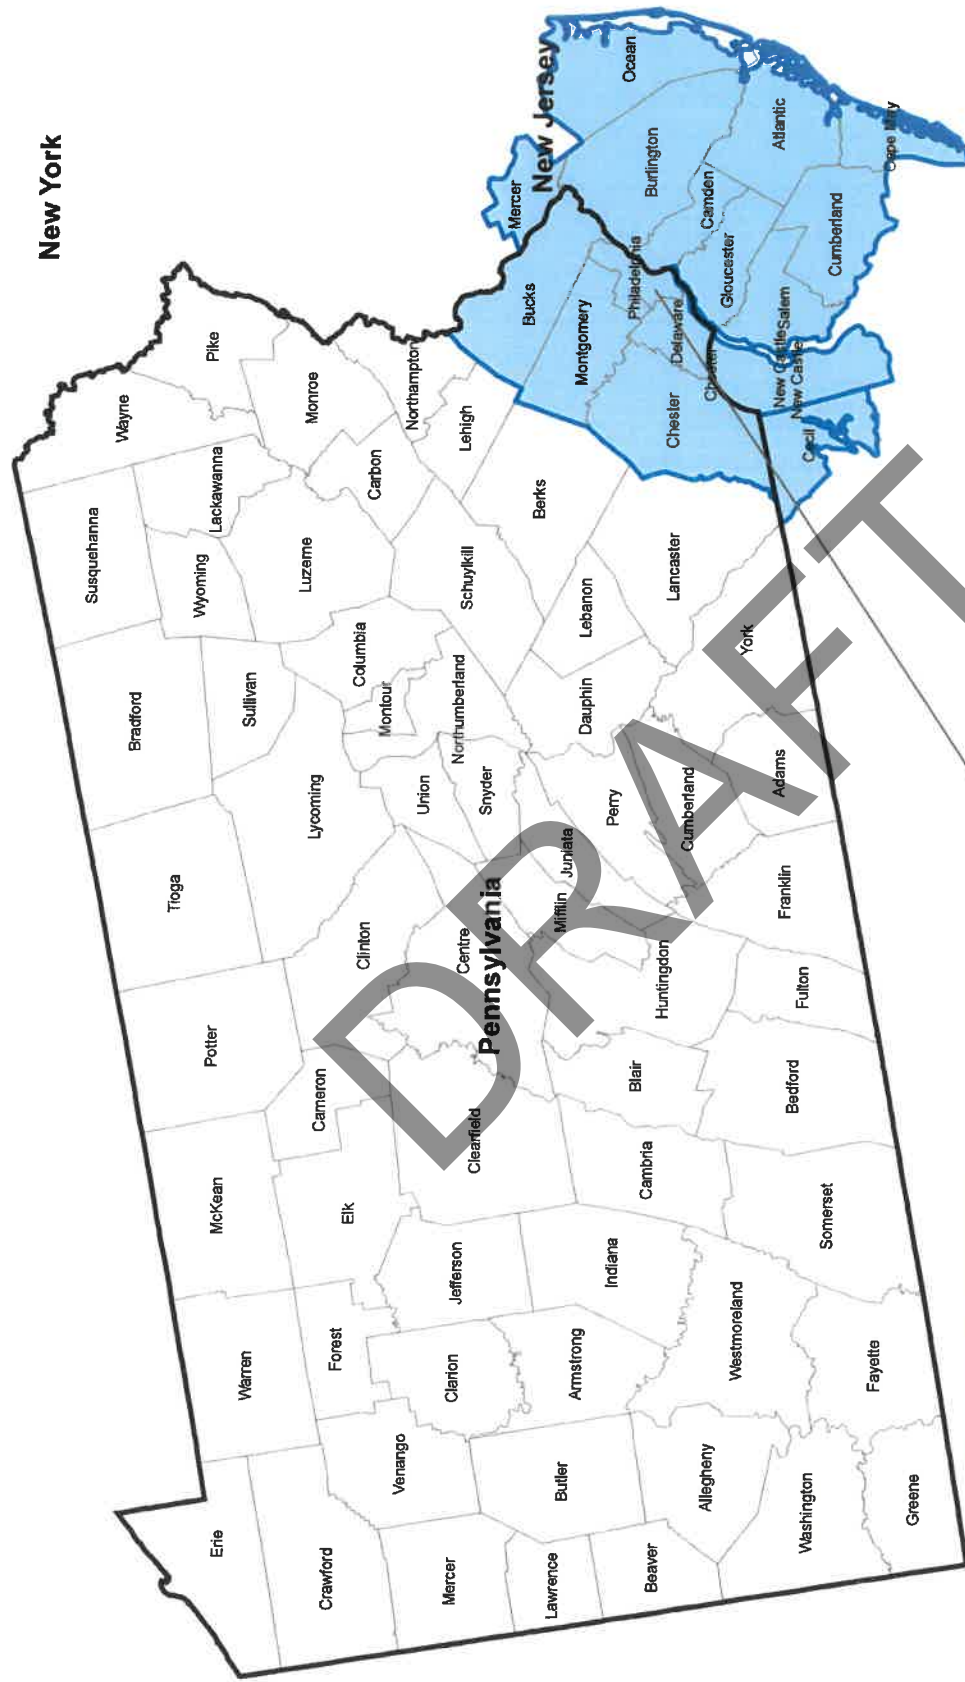 New York
New Jersey
Pennsylvania
Erie
Crawford
Mercer
Lawrence
Beaver
Washington
Greene
Allegheny
Butler
Venango
Warren
Forest
Clarion
Armstrong
Westmoreland
Fayette
Indiana
Jefferson
Elk
McKean
Cameron
Clearfield
Cambria
Somerset
Bedford
Blair
Potter
Clinton
Centre
Huntingdon
Fulton
Franklin
Mifflin
Juniata
Tioga
Lycoming
Union
Snyder
Perry
Cumberland
Adams
Bradford
Sullivan
Columbia
Montour
Northumberland
Dauphin
York
Susquehanna
Wyoming
Lackawanna
Luzerne
Schuylkill
Lebanon
Lancaster
Wayne
Pike
Monroe
Carbon
Northampton
Lehigh
Berks
Bucks
Montgomery
Philadelphia
Delaware
Chester
Chester
Mercer
Ocean
Burlington
Camden
Gloucester
Atlantic
Cumberland
Cape May
Salem
New Castle
New Castle
Cecil
DRAFT